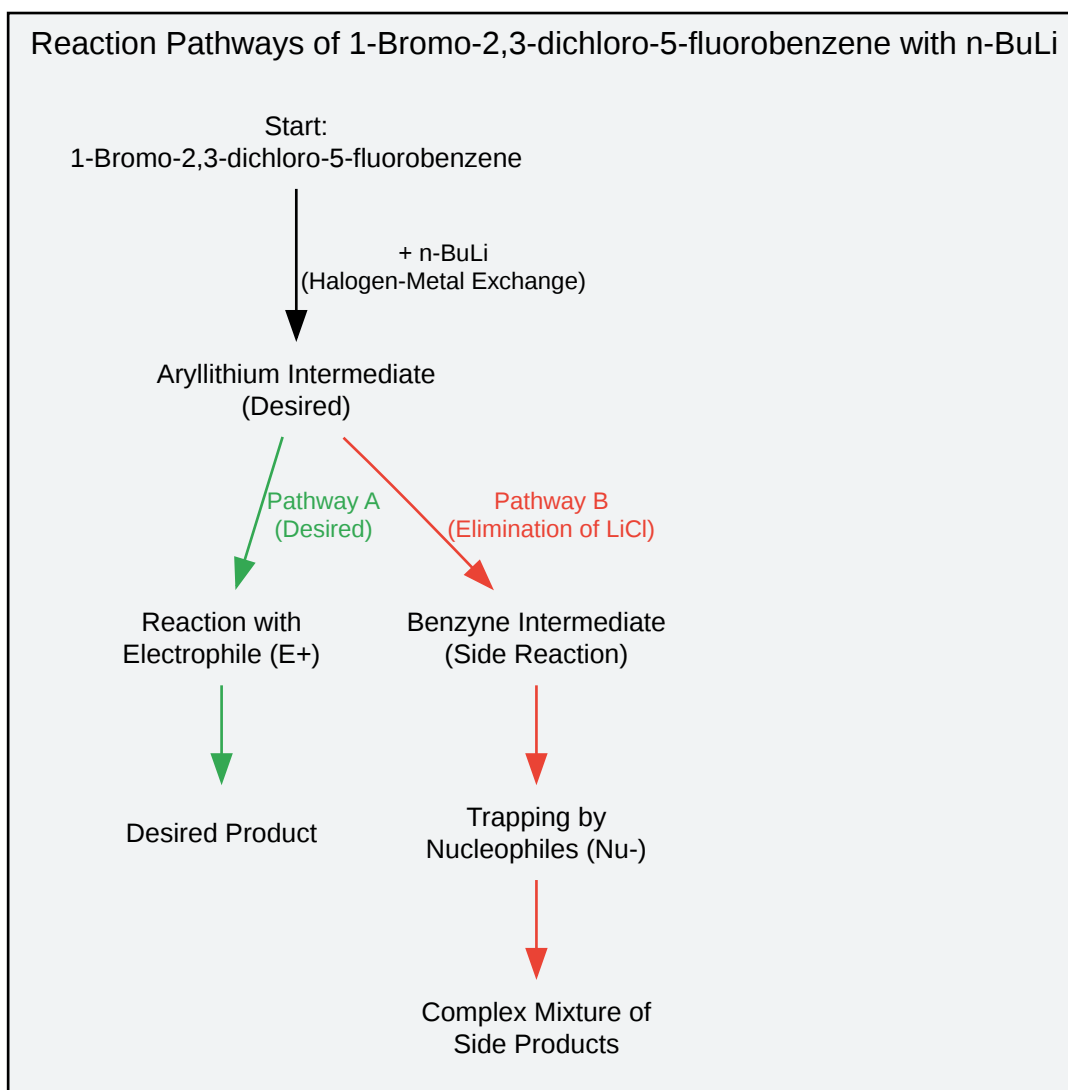 Reaction Pathways of 1-Bromo-2,3-dichloro-5-fluorobenzene with n-BuLi
Start:
1-Bromo-2,3-dichloro-5-fluorobenzene
+ n-BuLi
(Halogen-Metal Exchange)
Aryllithium Intermediate
(Desired)
Pathway A
(Desired)
Pathway B
(Elimination of LiCl)
Reaction with
Electrophile (E+)
Benzyne Intermediate
(Side Reaction)
Desired Product
Trapping by
Nucleophiles (Nu-)
Complex Mixture of
Side Products